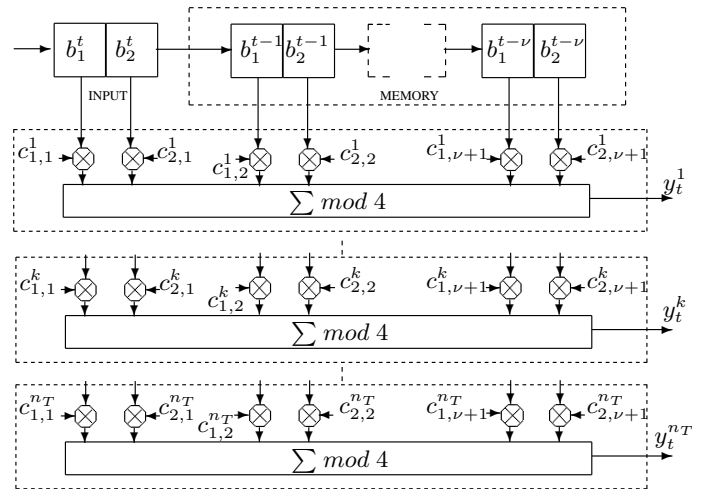 b_1^t b_2^t b_1^{t-1} b_2^{t-1} b_1^{t-ν} b_2^{t-ν}
INPUT MEMORY
c_{1,1}^1 c_{2,1}^1 c_{1,2}^1 c_{2,2}^1 c_{1,ν+1}^1 c_{2,ν+1}^1
∑ mod 4 y_t^1
c_{1,1}^k c_{2,1}^k c_{1,2}^k c_{2,2}^k c_{1,ν+1}^k c_{2,ν+1}^k
∑ mod 4 y_t^k
c_{1,1}^{n_T} c_{2,1}^{n_T} c_{1,2}^{n_T} c_{2,2}^{n_T} c_{1,ν+1}^{n_T} c_{2,ν+1}^{n_T}
∑ mod 4 y_t^{n_T}